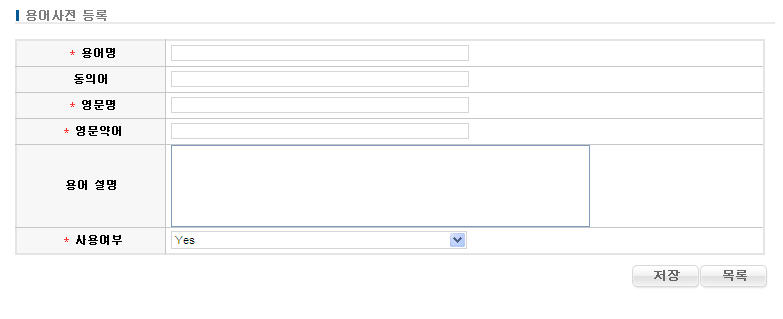 용어사전 등록
* 용어명
동의어
* 영문명
* 영문약어
용어 설명
* 사용여부 Yes
저장 목록